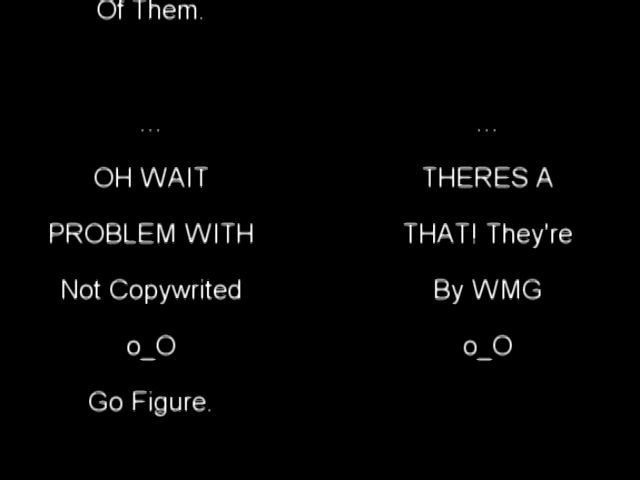 Of Them.
... ...
OH WAIT THERES A
PROBLEM WITH THAT! They're
Not Copywrited By WMG
o_O o_O
Go Figure.